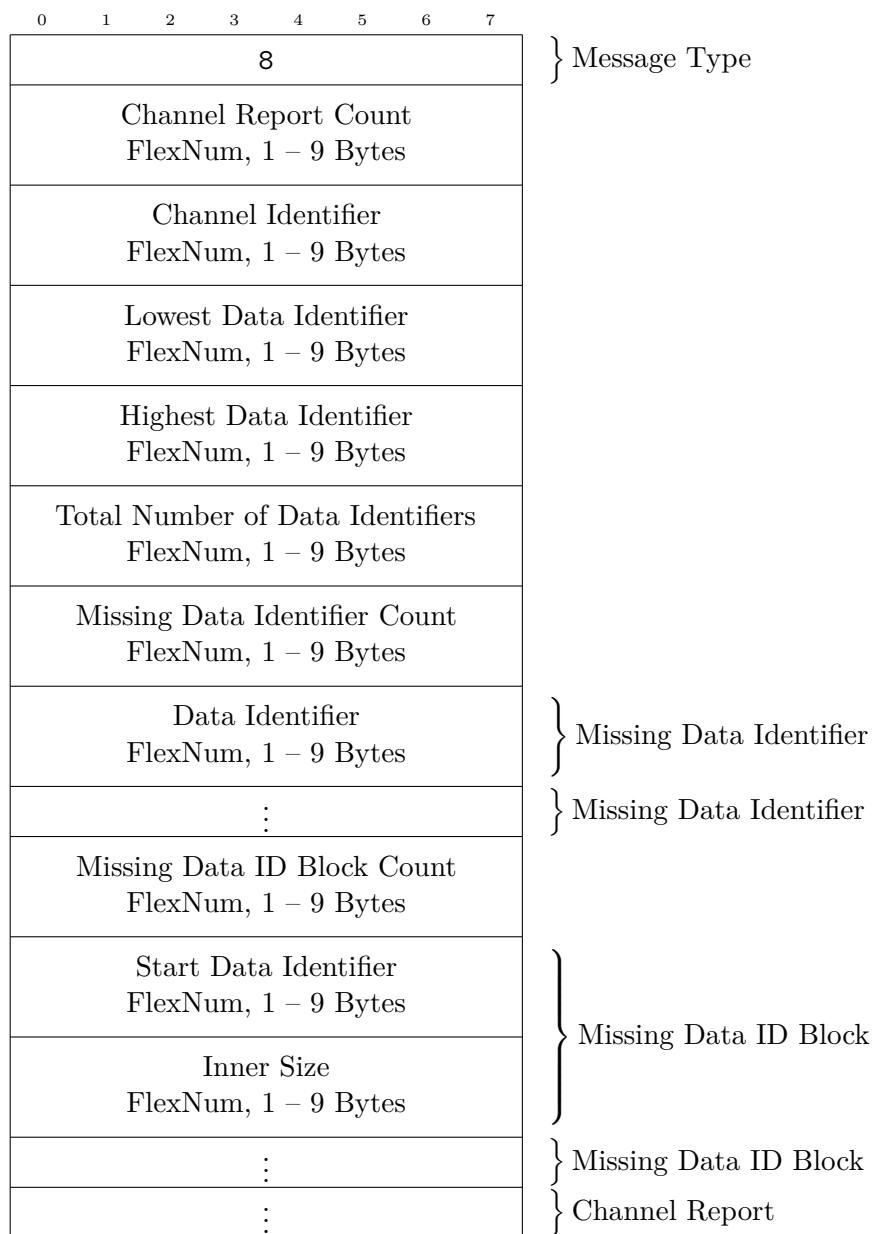 0 1 2 3 4 5 6 7
8
Message Type
Channel Report Count
FlexNum, 1 – 9 Bytes
Channel Identifier
FlexNum, 1 – 9 Bytes
Lowest Data Identifier
FlexNum, 1 – 9 Bytes
Highest Data Identifier
FlexNum, 1 – 9 Bytes
Total Number of Data Identifiers
FlexNum, 1 – 9 Bytes
Missing Data Identifier Count
FlexNum, 1 – 9 Bytes
Data Identifier
FlexNum, 1 – 9 Bytes
Missing Data Identifier
⋮
Missing Data Identifier
Missing Data ID Block Count
FlexNum, 1 – 9 Bytes
Start Data Identifier
FlexNum, 1 – 9 Bytes
Missing Data ID Block
Inner Size
FlexNum, 1 – 9 Bytes
⋮
Missing Data ID Block
⋮
Channel Report